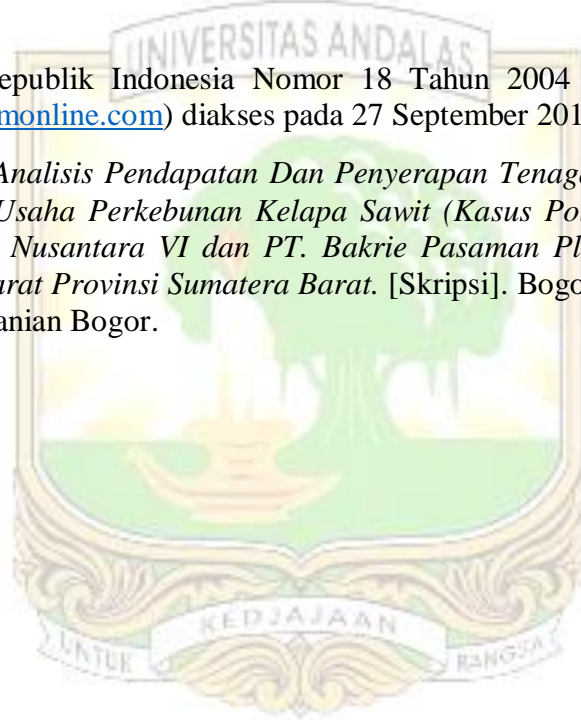 UNIVERSITAS ANDALAS
epublik Indonesia Nomor 18 Tahun 2004
monline.com) diakses pada 27 September 201
Analisis Pendapatan Dan Penyerapan Tenag
Usaha Perkebunan Kelapa Sawit (Kasus Po
Nusantara VI dan PT. Bakrie Pasaman Pl
arat Provinsi Sumatera Barat. [Skripsi]. Bogo
anian Bogor.
KEDJAJAAN
UNTUK BANGSA